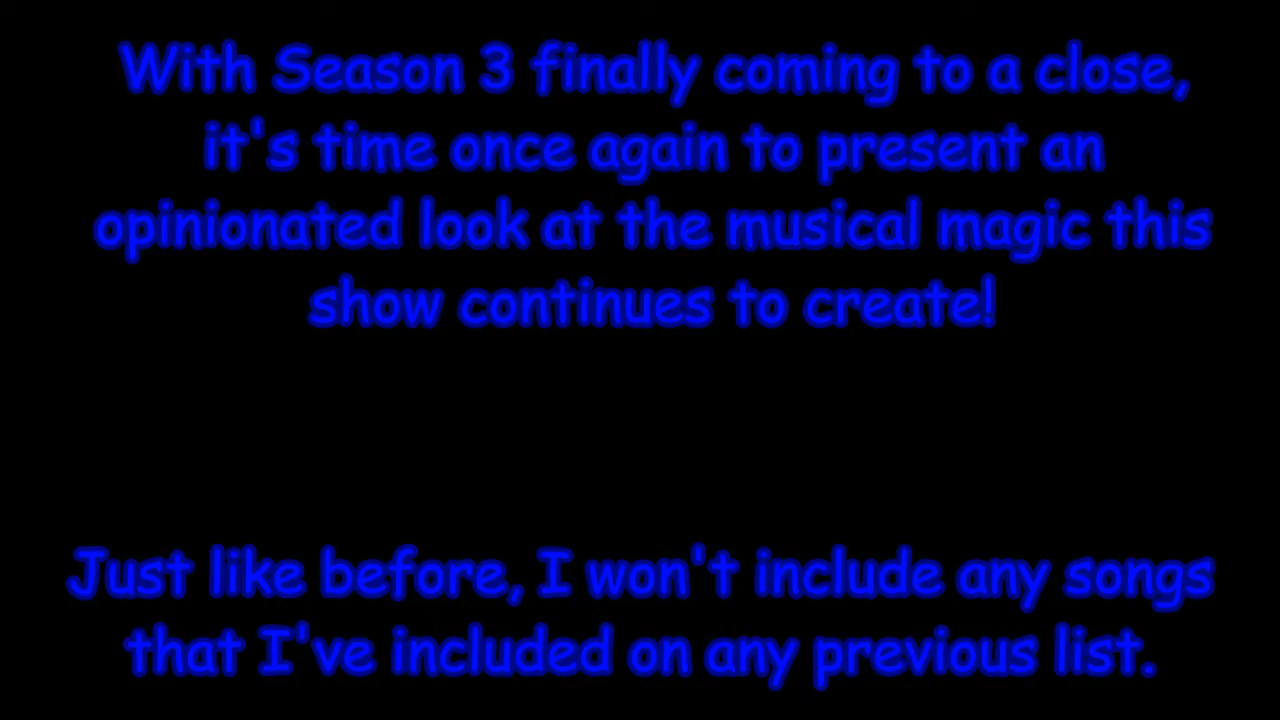 With Season 3 finally coming to a close,
it's time once again to present an
opinionated look at the musical magic this
show continues to create!
Just like before, I won't include any songs
that I've included on any previous list.